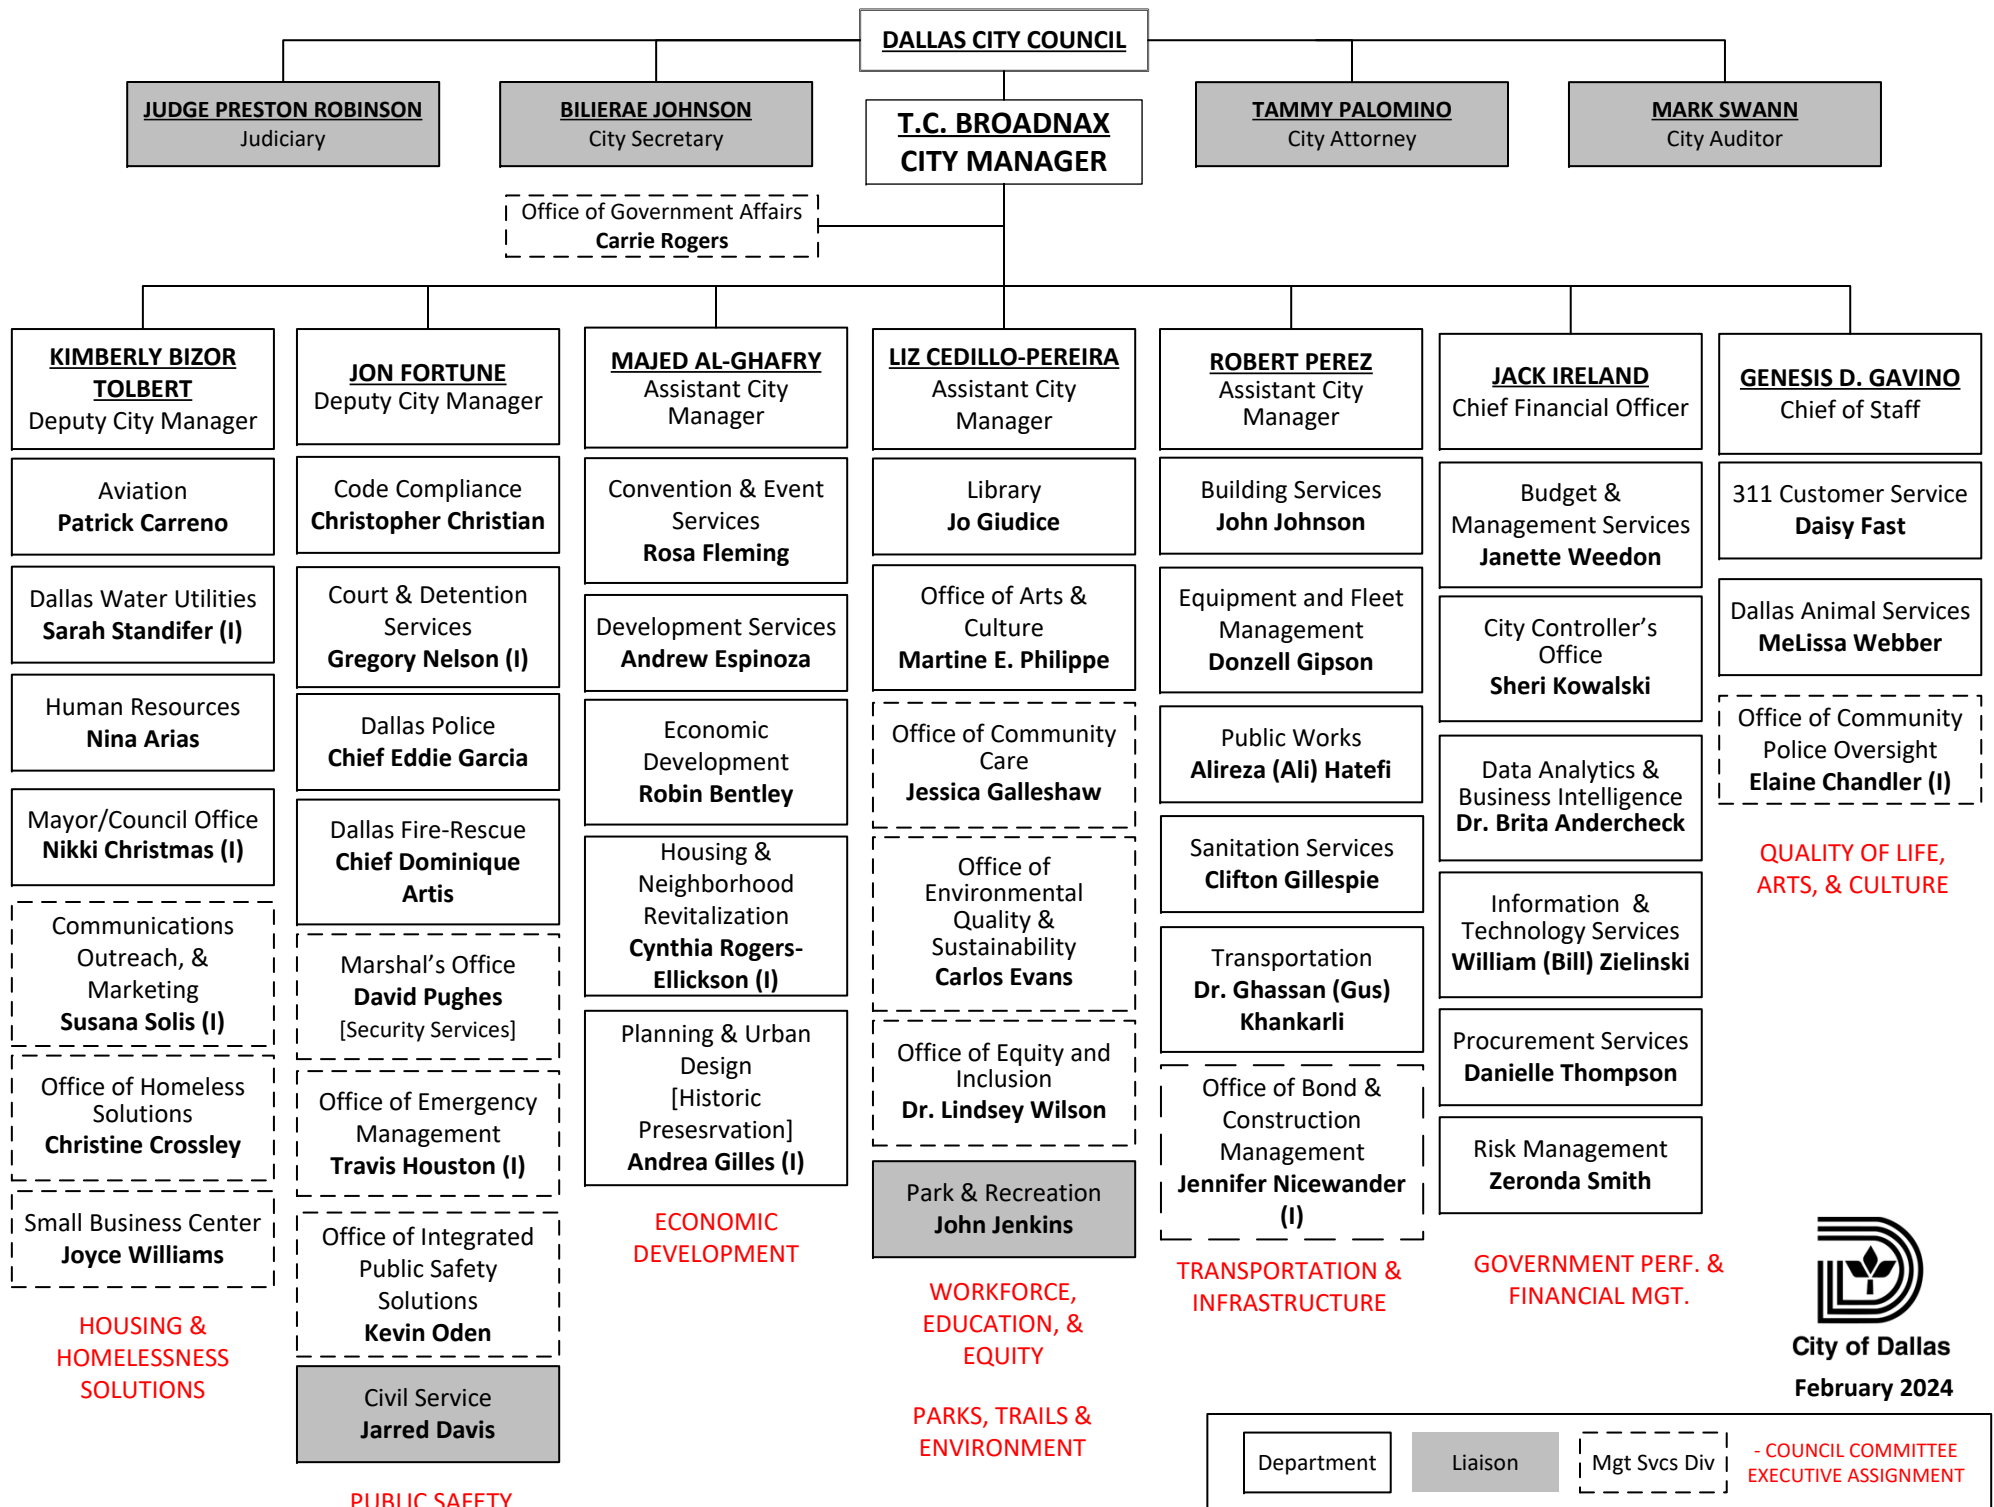 DALLAS CITY COUNCIL
JUDGE PRESTON ROBINSON
Judiciary
BILIERAE JOHNSON
City Secretary
T.C. BROADNAX
CITY MANAGER
TAMMY PALOMINO
City Attorney
MARK SWANN
City Auditor
Office of Government Affairs
Carrie Rogers
KIMBERLY BIZOR
TOLBERT
Deputy City Manager
Aviation
Patrick Carreno
Dallas Water Utilities
Sarah Standifer (I)
Human Resources
Nina Arias
Mayor/Council Office
Nikki Christmas (I)
Communications
Outreach, &
Marketing
Susana Solis (I)
Office of Homeless
Solutions
Christine Crossley
Small Business Center
Joyce Williams
HOUSING &
HOMELESSNESS
SOLUTIONS
JON FORTUNE
Deputy City Manager
Code Compliance
Christopher Christian
Court & Detention
Services
Gregory Nelson (I)
Dallas Police
Chief Eddie Garcia
Dallas Fire-Rescue
Chief Dominique
Artis
Marshal's Office
David Pughes
[Security Services]
Office of Emergency
Management
Travis Houston (I)
Office of Integrated
Public Safety
Solutions
Kevin Oden
Civil Service
Jarred Davis
PUBLIC SAFETY
MAJED AL-GHAFRY
Assistant City
Manager
Convention & Event
Services
Rosa Fleming
Development Services
Andrew Espinoza
Economic
Development
Robin Bentley
Housing &
Neighborhood
Revitalization
Cynthia Rogers-
Ellickson (I)
Planning & Urban
Design
[Historic
Presesrvation]
Andrea Gilles (I)
ECONOMIC
DEVELOPMENT
LIZ CEDILLO-PEREIRA
Assistant City
Manager
Library
Jo Giudice
Office of Arts &
Culture
Martine E. Philippe
Office of Community
Care
Jessica Galleshaw
Office of
Environmental
Quality &
Sustainability
Carlos Evans
Office of Equity and
Inclusion
Dr. Lindsey Wilson
Park & Recreation
John Jenkins
WORKFORCE,
EDUCATION, &
EQUITY
PARKS, TRAILS &
ENVIRONMENT
ROBERT PEREZ
Assistant City
Manager
Building Services
John Johnson
Equipment and Fleet
Management
Donzell Gipson
Public Works
Alireza (Ali) Hatefi
Sanitation Services
Clifton Gillespie
Transportation
Dr. Ghassan (Gus)
Khankarli
Office of Bond &
Construction
Management
Jennifer Nicewander
(I)
TRANSPORTATION &
INFRASTRUCTURE
JACK IRELAND
Chief Financial Officer
Budget &
Management Services
Janette Weedon
City Controller's
Office
Sheri Kowalski
Data Analytics &
Business Intelligence
Dr. Brita Andercheck
Information &
Technology Services
William (Bill) Zielinski
Procurement Services
Danielle Thompson
Risk Management
Zeronda Smith
GOVERNMENT PERF. &
FINANCIAL MGT.
GENESIS D. GAVINO
Chief of Staff
311 Customer Service
Daisy Fast
Dallas Animal Services
MeLissa Webber
Office of Community
Police Oversight
Elaine Chandler (I)
QUALITY OF LIFE,
ARTS, & CULTURE
City of Dallas
February 2024
Department
Liaison
Mgt Svcs Div
- COUNCIL COMMITTEE
EXECUTIVE ASSIGNMENT